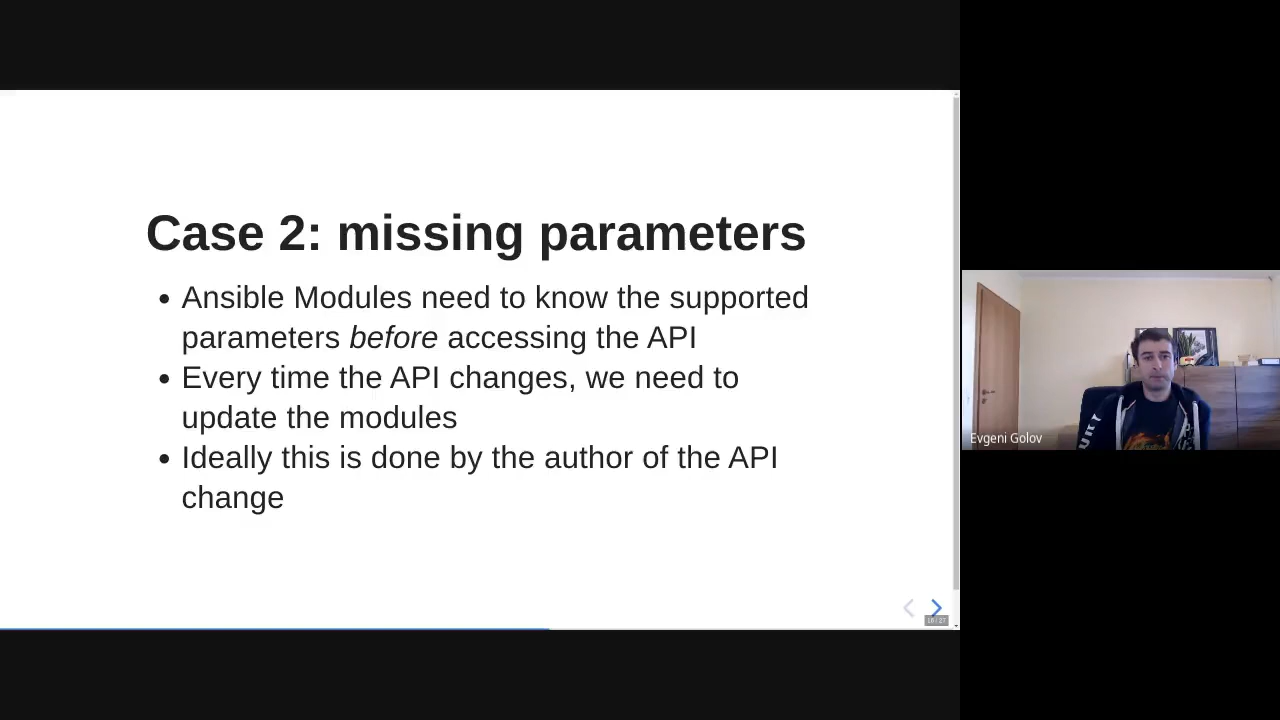 Case 2: missing parameters
• Ansible Modules need to know the supported
parameters before accessing the API
• Every time the API changes, we need to
update the modules
• Ideally this is done by the author of the API
change
Evgeni Golov